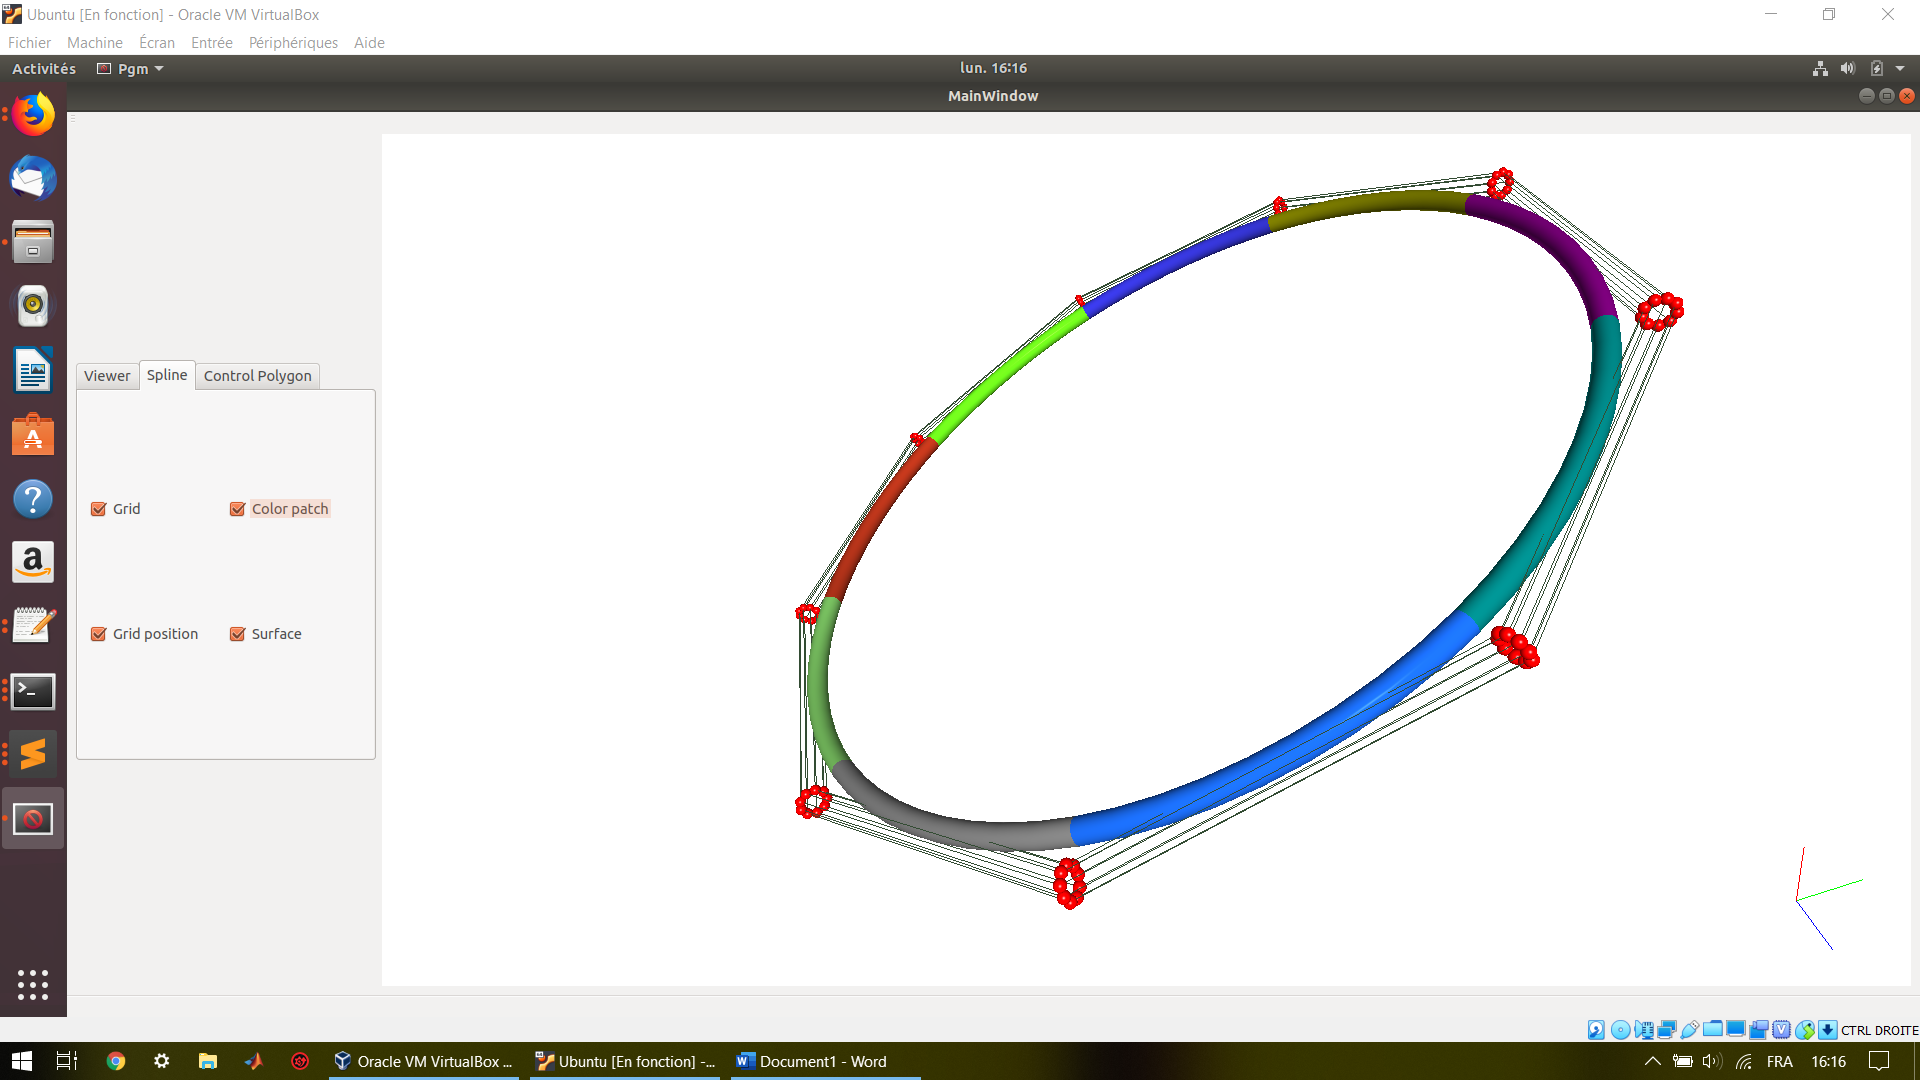 Ubuntu [En fonction] - Oracle VM VirtualBox
Fichier Machine Écran Entrée Périphériques Aide
Activités Pgm lun. 16:16
MainWindow
Viewer Spline Control Polygon
Grid Color patch
Grid position Surface
CTRL DROITE
Oracle VM VirtualBox ... Ubuntu [En fonction] -... Document1 - Word FRA 16:16